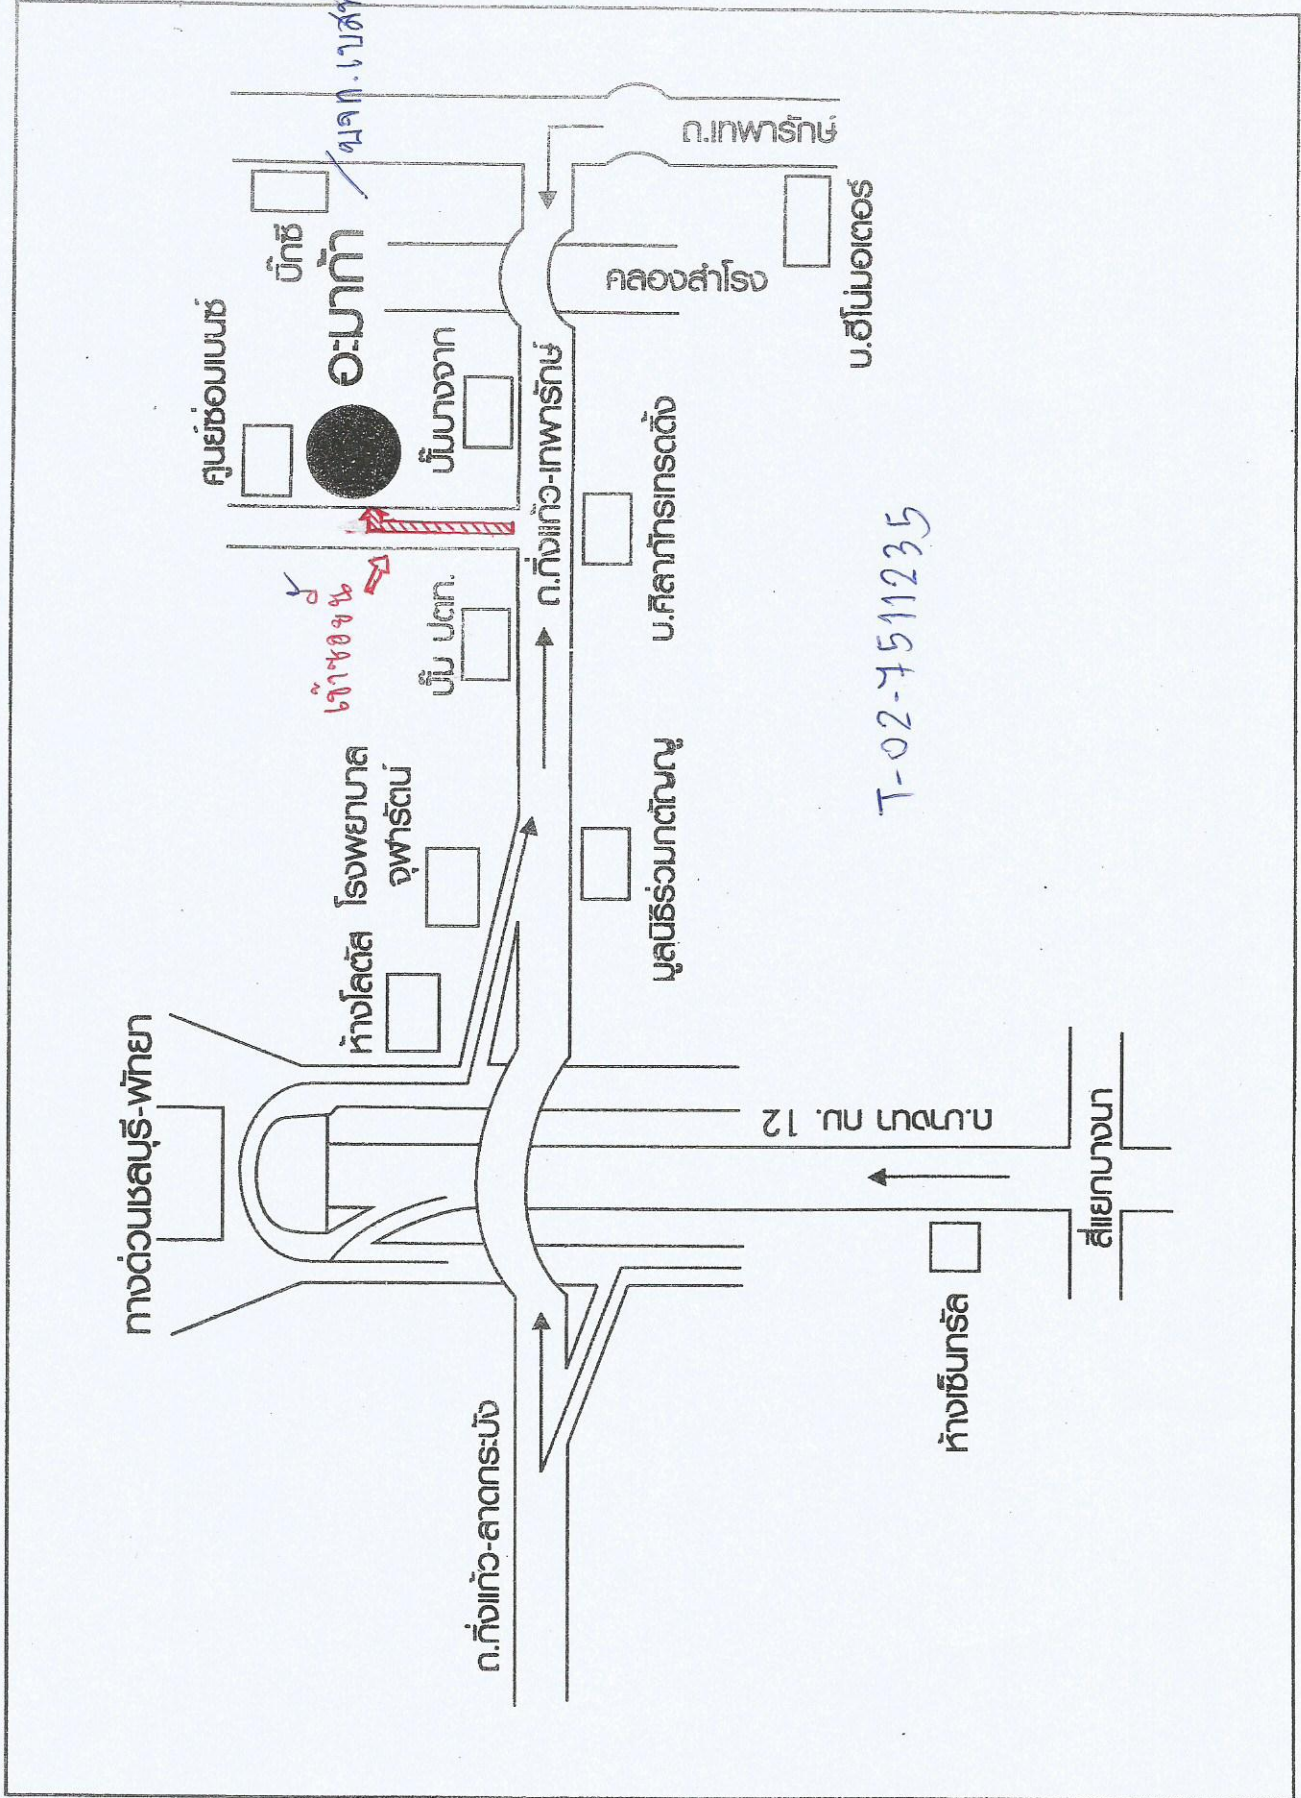 ทางด่วนชลบุรี-พัทยา
ห้างโลตัส
โรงพยาบาล
จุฬารัตน์
เข้าซอยนี้
ศูนย์ซ่อมเบนซ์
บิ๊กซี
อะมาก้า
ปั๊ม ปตท.
ปั๊มบางจาก
ถ.กิ่งแก้ว-ลาดกระบัง
ถ.กิ่งแก้ว-เทพารักษ์
คลองสำโรง
ถ.เทพารักษ์
มูลนิธิร่วมกตัญญู
บ.ศิลาภัทรเทรดดิ้ง
บ.ฮีโน่มอเตอร์
ถ.บางนา กม. 12
T-02-7511235
ห้างเซ็นทรัล
สี่แยกบางนา